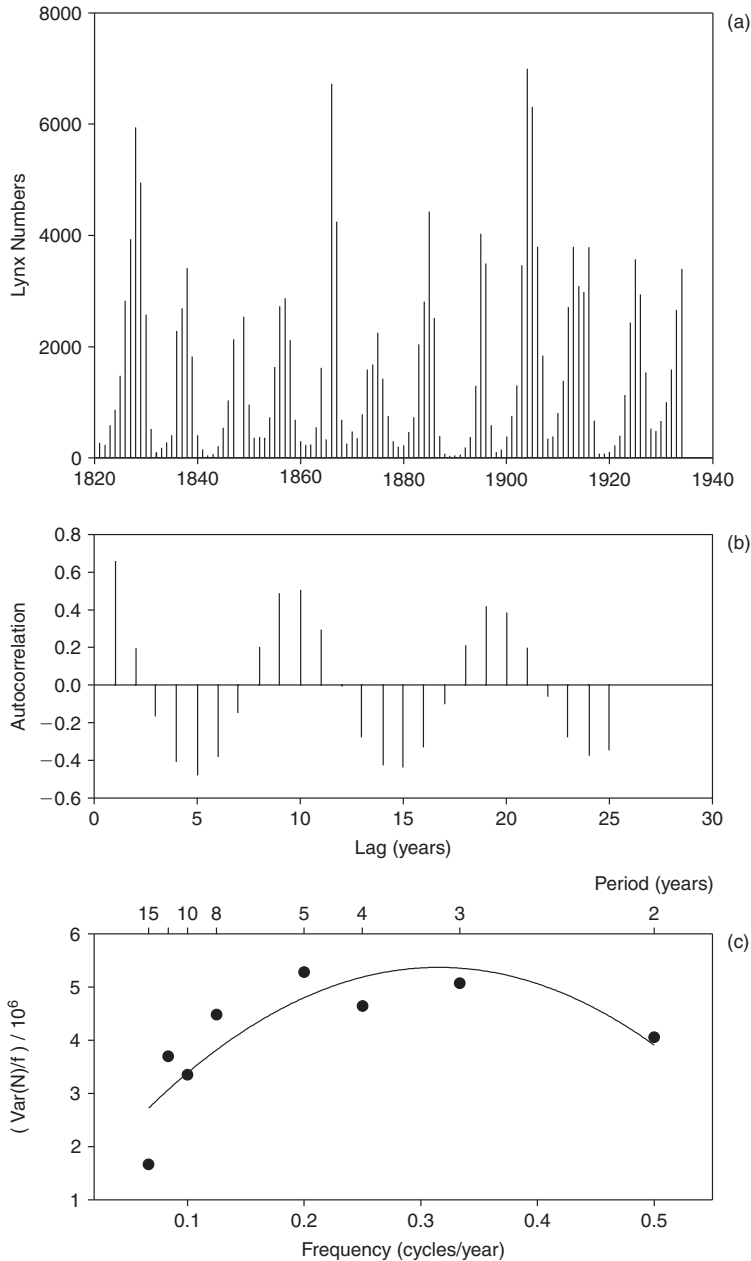 (a)
8000
6000
4000
2000
0
Lynx Numbers
1820 1840 1860 1880 1900 1920 1940
(b)
0.8
0.6
0.4
0.2
0.0
−0.2
−0.4
−0.6
Autocorrelation
0 5 10 15 20 25 30
Lag (years)
Period (years)
15 10 8 5 4 3 2
(c)
6
5
4
3
2
1
( Var(N)/f ) / 10⁶
0.1 0.2 0.3 0.4 0.5
Frequency (cycles/year)